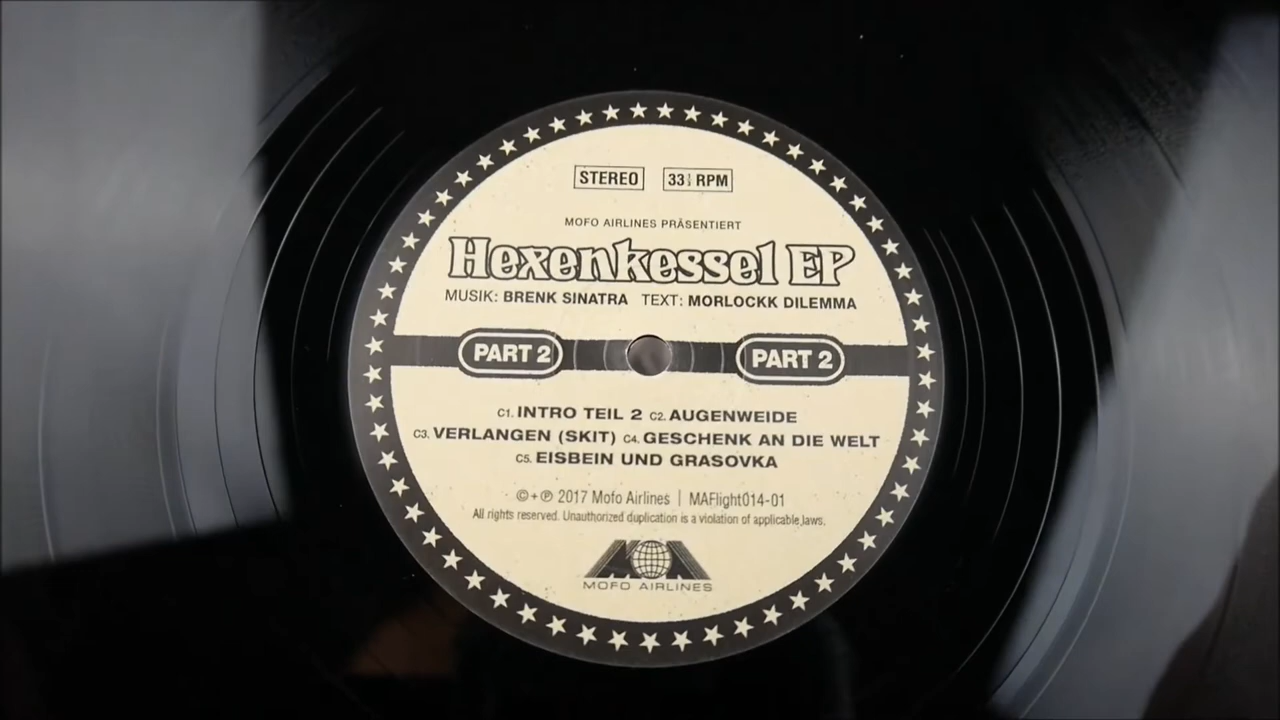 STEREO 33⅓ RPM
MOFO AIRLINES PRÄSENTIERT
Hexenkessel EP
MUSIK: BRENK SINATRA TEXT: MORLOCKK DILEMMA
PART 2 PART 2
C1. INTRO TEIL 2 C2. AUGENWEIDE
C3. VERLANGEN (SKIT) C4. GESCHENK AN DIE WELT
C5. EISBEIN UND GRASOVKA
©+℗ 2017 Mofo Airlines | MAFlight014-01
All rights reserved. Unauthorized duplication is a violation of applicable laws.
MOFO AIRLINES